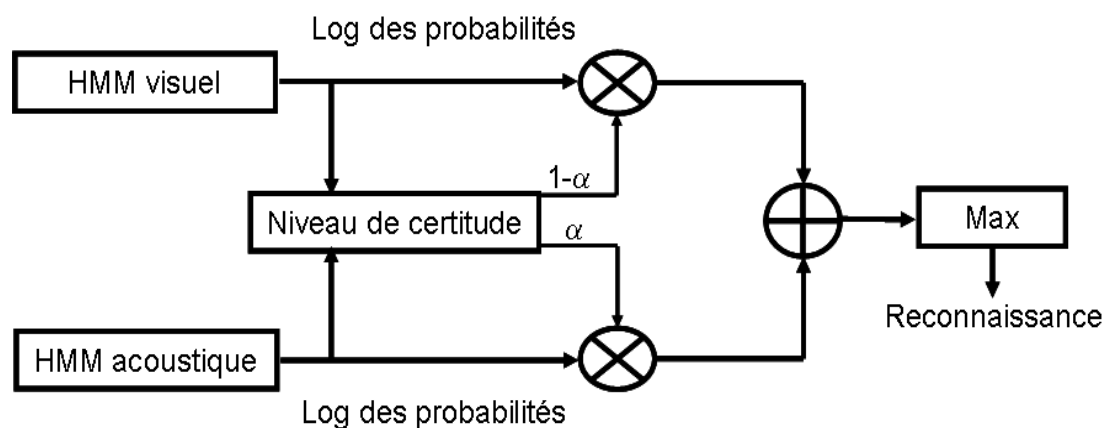 Log des probabilités
HMM visuel
1-α
Niveau de certitude
α
Max
Reconnaissance
HMM acoustique
Log des probabilités